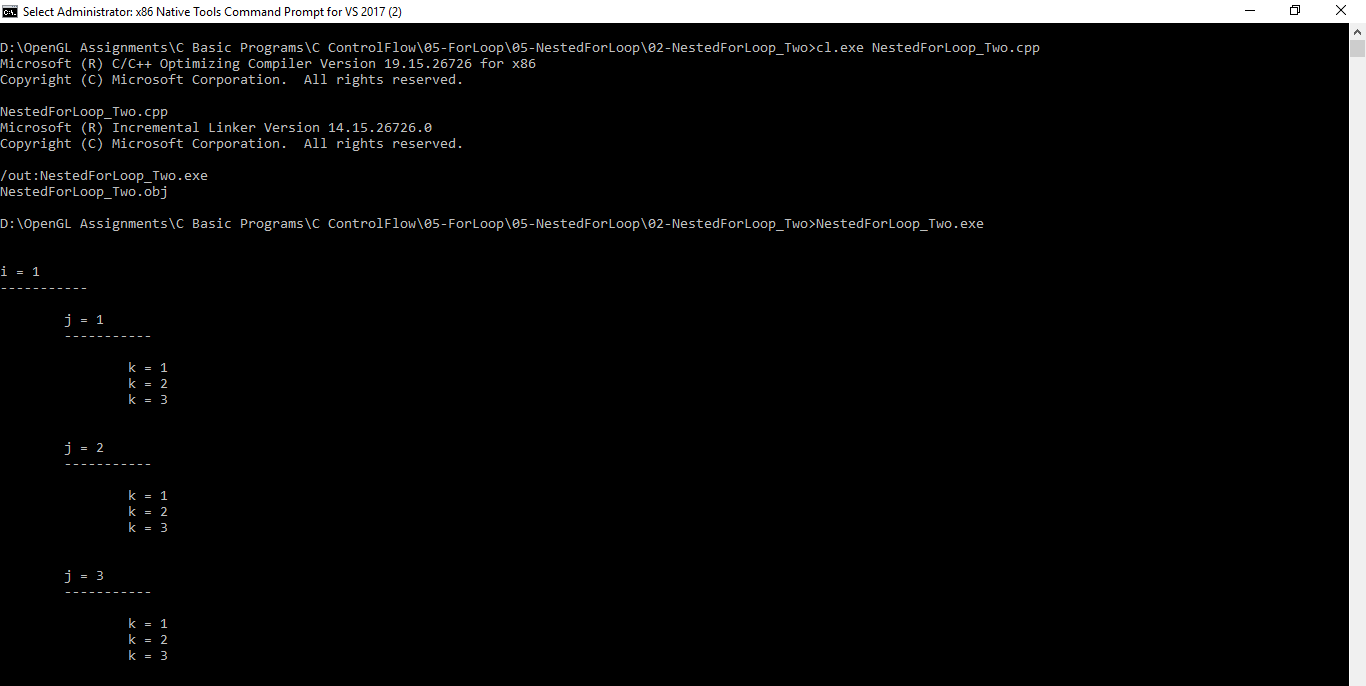 Select Administrator: x86 Native Tools Command Prompt for VS 2017 (2)
D:\OpenGL Assignments\C Basic Programs\C ControlFlow\05-ForLoop\05-NestedForLoop\02-NestedForLoop_Two>cl.exe NestedForLoop_Two.cpp
Microsoft (R) C/C++ Optimizing Compiler Version 19.15.26726 for x86
Copyright (C) Microsoft Corporation.  All rights reserved.
NestedForLoop_Two.cpp
Microsoft (R) Incremental Linker Version 14.15.26726.0
Copyright (C) Microsoft Corporation.  All rights reserved.
/out:NestedForLoop_Two.exe
NestedForLoop_Two.obj
D:\OpenGL Assignments\C Basic Programs\C ControlFlow\05-ForLoop\05-NestedForLoop\02-NestedForLoop_Two>NestedForLoop_Two.exe
i = 1
-----------
j = 1
-----------
k = 1
k = 2
k = 3
j = 2
-----------
k = 1
k = 2
k = 3
j = 3
-----------
k = 1
k = 2
k = 3